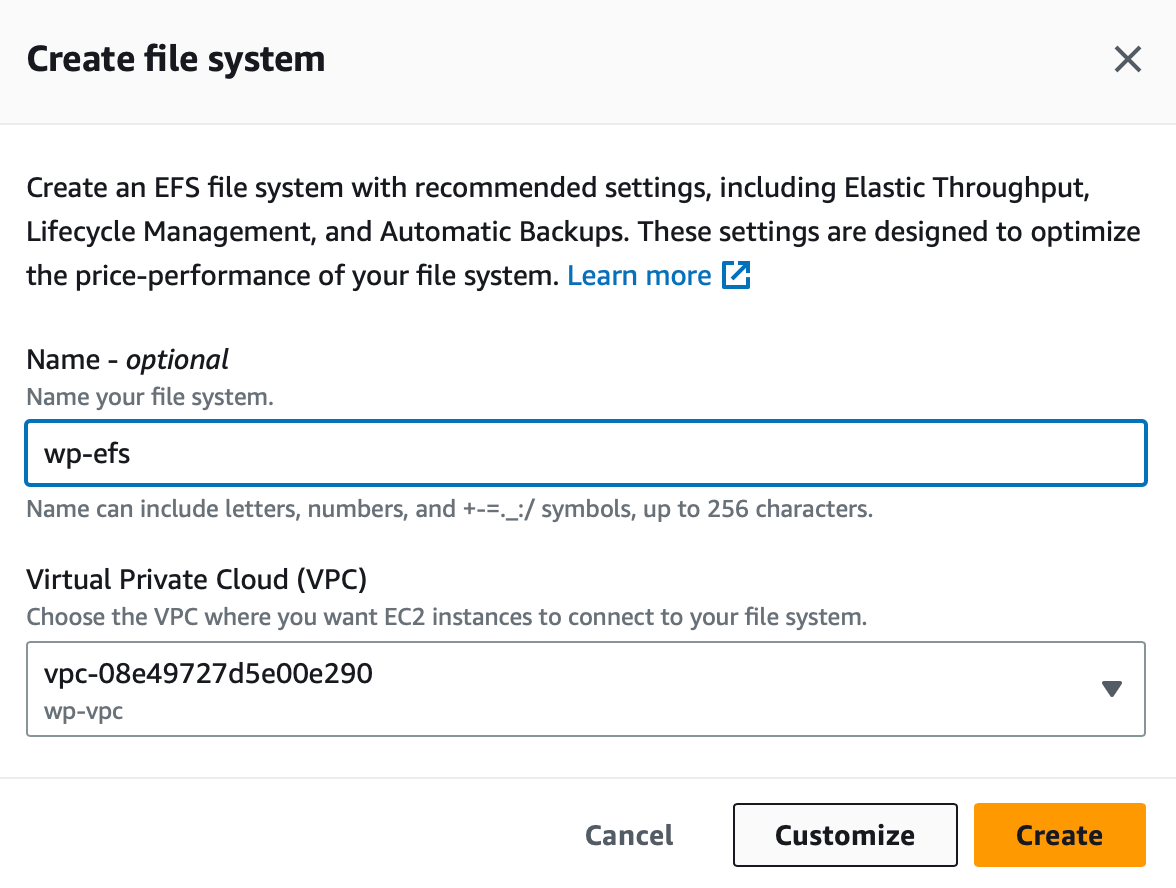 Create file system
Create an EFS file system with recommended settings, including Elastic Throughput,
Lifecycle Management, and Automatic Backups. These settings are designed to optimize
the price-performance of your file system. Learn more
Name - optional
Name your file system.
wp-efs
Name can include letters, numbers, and +-=._:/ symbols, up to 256 characters.
Virtual Private Cloud (VPC)
Choose the VPC where you want EC2 instances to connect to your file system.
vpc-08e49727d5e00e290
wp-vpc
Cancel Customize Create